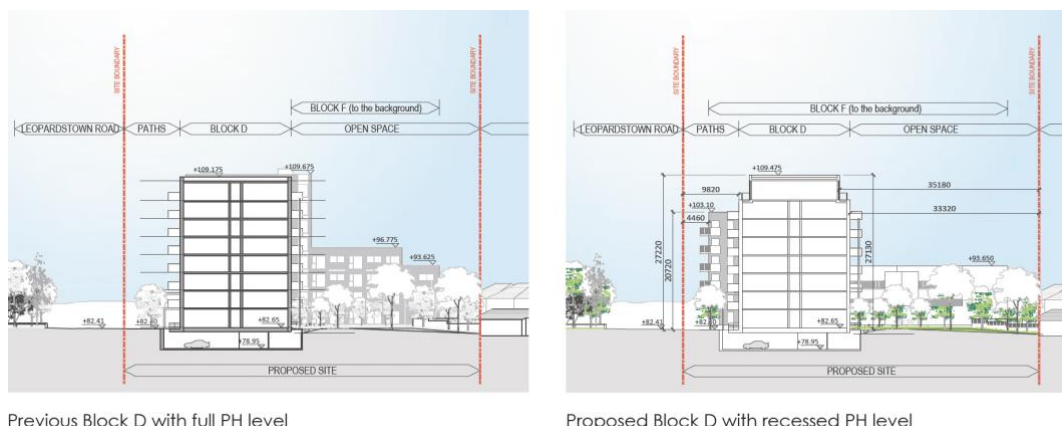 SITE BOUNDARY
SITE BOUNDARY
BLOCK F (to the background)
LEOPARDSTOWN ROAD
PATHS
BLOCK D
OPEN SPACE
+109.175
+109.675
+96.775
+93.625
+82.41
+82.65
+78.95
PROPOSED SITE
Previous Block D with full PH level
SITE BOUNDARY
SITE BOUNDARY
BLOCK F (to the background)
LEOPARDSTOWN ROAD
PATHS
BLOCK D
OPEN SPACE
+109.475
9820
35180
+103.10
4460
33320
27220
20720
27130
+93.650
+82.41
+82.65
+78.95
PROPOSED SITE
Proposed Block D with recessed PH level